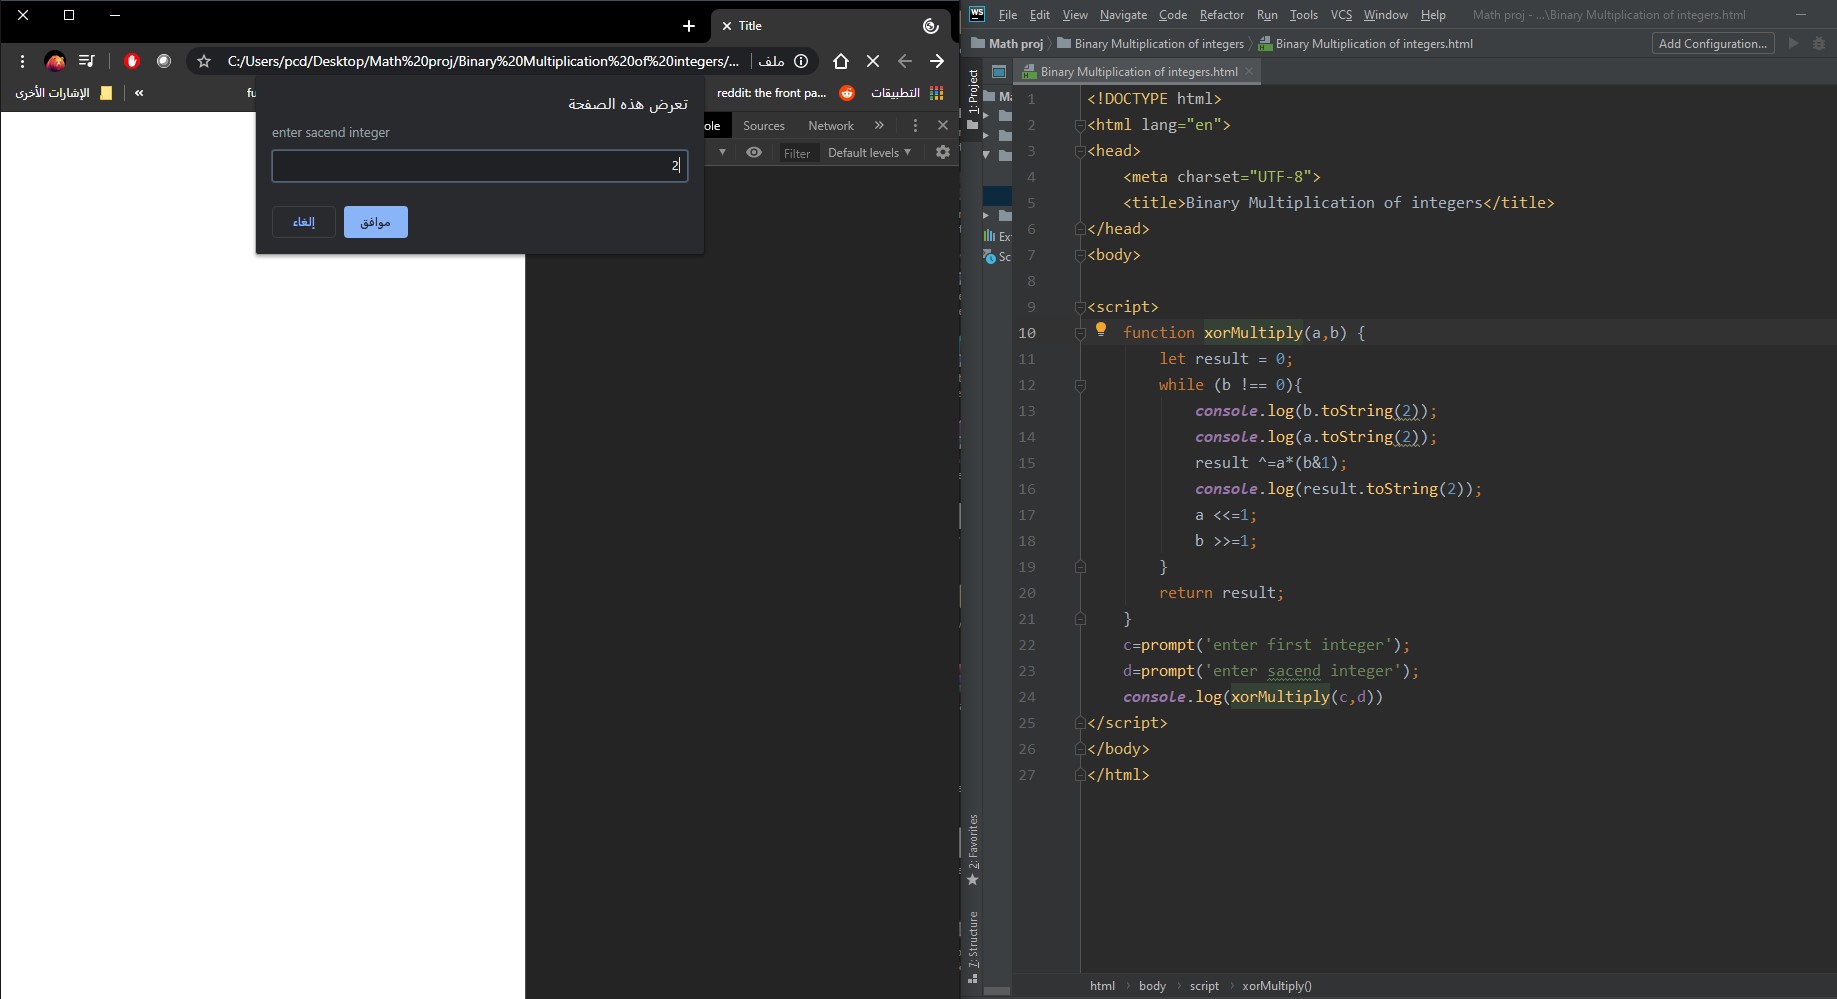 Title
C:/Users/pcd/Desktop/Math%20proj/Binary%20Multiplication%20of%20integers/... ملف
الإشارات الأخرى
«
fu
reddit: the front pa...
التطبيقات
تعرض هذه الصفحة
enter sacend integer
2
إلغاء
موافق
ole Sources Network »
Filter Default levels ▼
WS File Edit View Navigate Code Refactor Run Tools VCS Window Help Math proj - ...\Binary Multiplication of integers.html
Math proj Binary Multiplication of integers Binary Multiplication of integers.html Add Configuration...
Binary Multiplication of integers.html
1: Project
Ma
Ext
Sc
2: Favorites
7: Structure
1 <!DOCTYPE html>
2 <html lang="en">
3 <head>
4 <meta charset="UTF-8">
5 <title>Binary Multiplication of integers</title>
6 </head>
7 <body>
8
9 <script>
10 function xorMultiply(a,b) {
11 let result = 0;
12 while (b !== 0){
13 console.log(b.toString(2));
14 console.log(a.toString(2));
15 result ^=a*(b&1);
16 console.log(result.toString(2));
17 a <<=1;
18 b >>=1;
19 }
20 return result;
21 }
22 c=prompt('enter first integer');
23 d=prompt('enter sacend integer');
24 console.log(xorMultiply(c,d))
25 </script>
26 </body>
27 </html>
html body script xorMultiply()